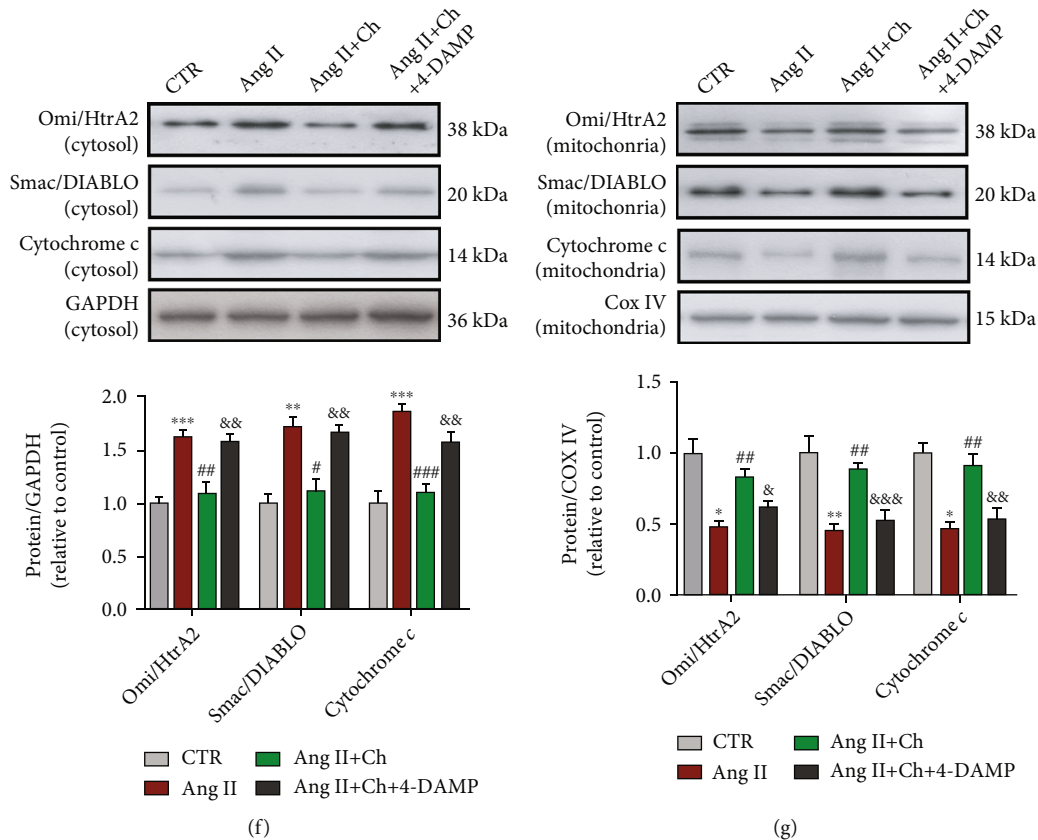 CTR
Ang II
Ang II+Ch
Ang II+Ch
+4-DAMP
Omi/HtrA2
(cytosol)
38 kDa
Smac/DIABLO
(cytosol)
20 kDa
Cytochrome c
(cytosol)
14 kDa
GAPDH
(cytosol)
36 kDa
Protein/GAPDH
(relative to control)
2.0
1.5
1.0
0.5
0.0
*** ## && ** # && *** ### &&
Omi/HtrA2
Smac/DIABLO
Cytochrome c
CTR
Ang II+Ch
Ang II
Ang II+Ch+4-DAMP
(f)
CTR
Ang II
Ang II+Ch
Ang II+Ch
+4-DAMP
Omi/HtrA2
(mitochonria)
38 kDa
Smac/DIABLO
(mitochonria)
20 kDa
Cytochrome c
(mitochondria)
14 kDa
Cox IV
(mitochondria)
15 kDa
Protein/COX IV
(relative to control)
1.5
1.0
0.5
0.0
* ## & ** ## &&& * ## &&
Omi/HtrA2
Smac/DIABLO
Cytochrome c
CTR
Ang II+Ch
Ang II
Ang II+Ch+4-DAMP
(g)